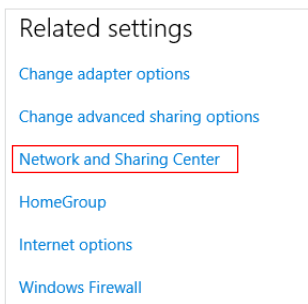 Related settings
Change adapter options
Change advanced sharing options
Network and Sharing Center
HomeGroup
Internet options
Windows Firewall